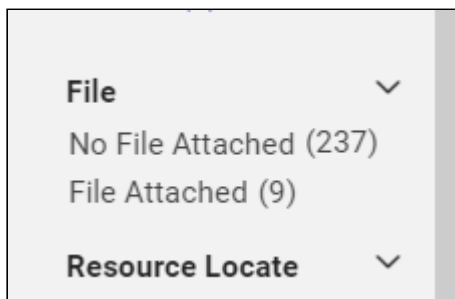 File
No File Attached (237)
File Attached (9)
Resource Locate